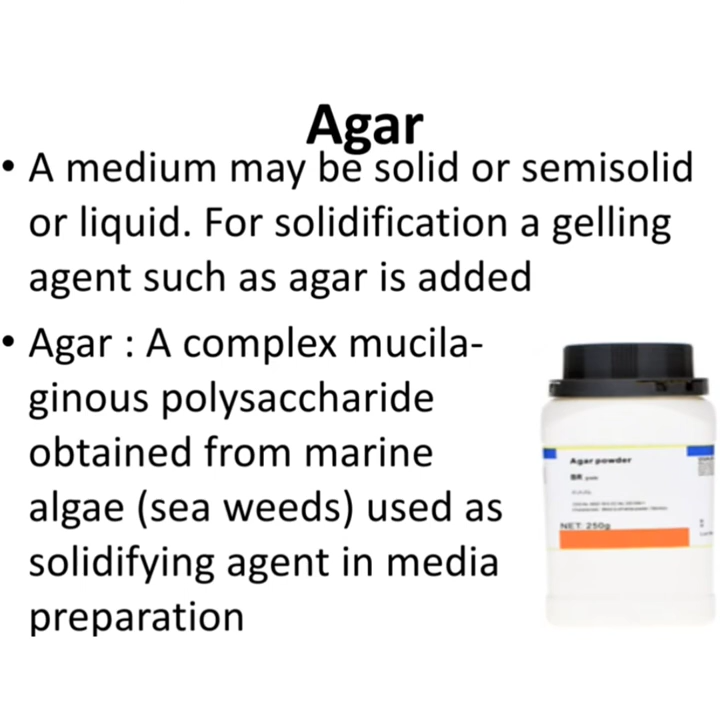 Agar
• A medium may be solid or semisolid
or liquid. For solidification a gelling
agent such as agar is added
• Agar : A complex mucila-
ginous polysaccharide
obtained from marine
algae (sea weeds) used as
solidifying agent in media
preparation
Agar powder
BR
NET: 250g